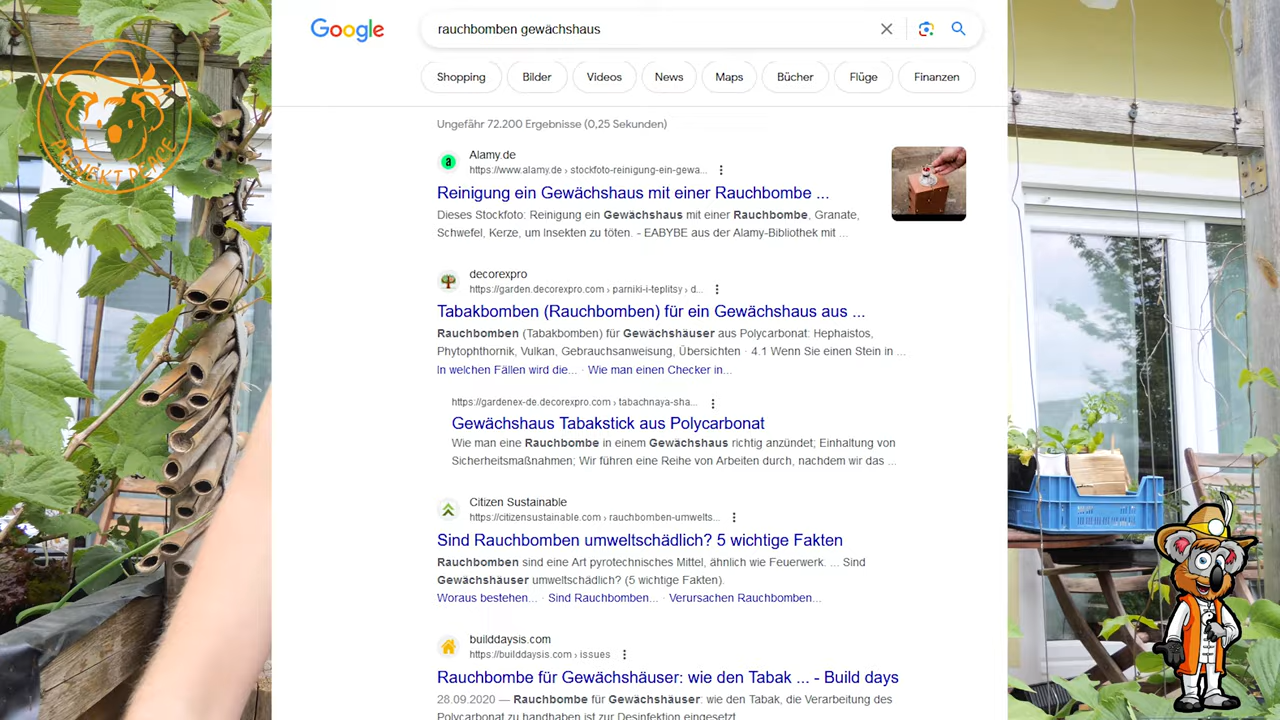 PROJEKT PEACE
Google
rauchbomben gewächshaus
Shopping
Bilder
Videos
News
Maps
Bücher
Flüge
Finanzen
Ungefähr 72.200 Ergebnisse (0,25 Sekunden)
a
Alamy.de
https://www.alamy.de › stockfoto-reinigung-ein-gewa...
Reinigung ein Gewächshaus mit einer Rauchbombe ...
Dieses Stockfoto: Reinigung ein Gewächshaus mit einer Rauchbombe, Granate,
Schwefel, Kerze, um Insekten zu töten. - EABYBE aus der Alamy-Bibliothek mit ...
decorexpro
https://garden.decorexpro.com › parniki-i-teplitsy › d...
Tabakbomben (Rauchbomben) für ein Gewächshaus aus ...
Rauchbomben (Tabakbomben) für Gewächshäuser aus Polycarbonat: Hephaistos,
Phytophthornik, Vulkan, Gebrauchsanweisung, Übersichten · 4.1 Wenn Sie einen Stein in ...
In welchen Fällen wird die... · Wie man einen Checker in...
https://gardenex-de.decorexpro.com › tabachnaya-sha...
Gewächshaus Tabakstick aus Polycarbonat
Wie man eine Rauchbombe in einem Gewächshaus richtig anzündet; Einhaltung von
Sicherheitsmaßnahmen; Wir führen eine Reihe von Arbeiten durch, nachdem wir das ...
Citizen Sustainable
https://citizensustainable.com › rauchbomben-umwelts...
Sind Rauchbomben umweltschädlich? 5 wichtige Fakten
Rauchbomben sind eine Art pyrotechnisches Mittel, ähnlich wie Feuerwerk. ... Sind
Gewächshäuser umweltschädlich? (5 wichtige Fakten).
Woraus bestehen... · Sind Rauchbomben... · Verursachen Rauchbomben...
builddaysis.com
https://builddaysis.com › issues
Rauchbombe für Gewächshäuser: wie den Tabak ... - Build days
28.09.2020 — Rauchbombe für Gewächshäuser: wie den Tabak, die Verarbeitung des
Polycarbonat zu handhaben ist zur Desinfektion eingesetzt